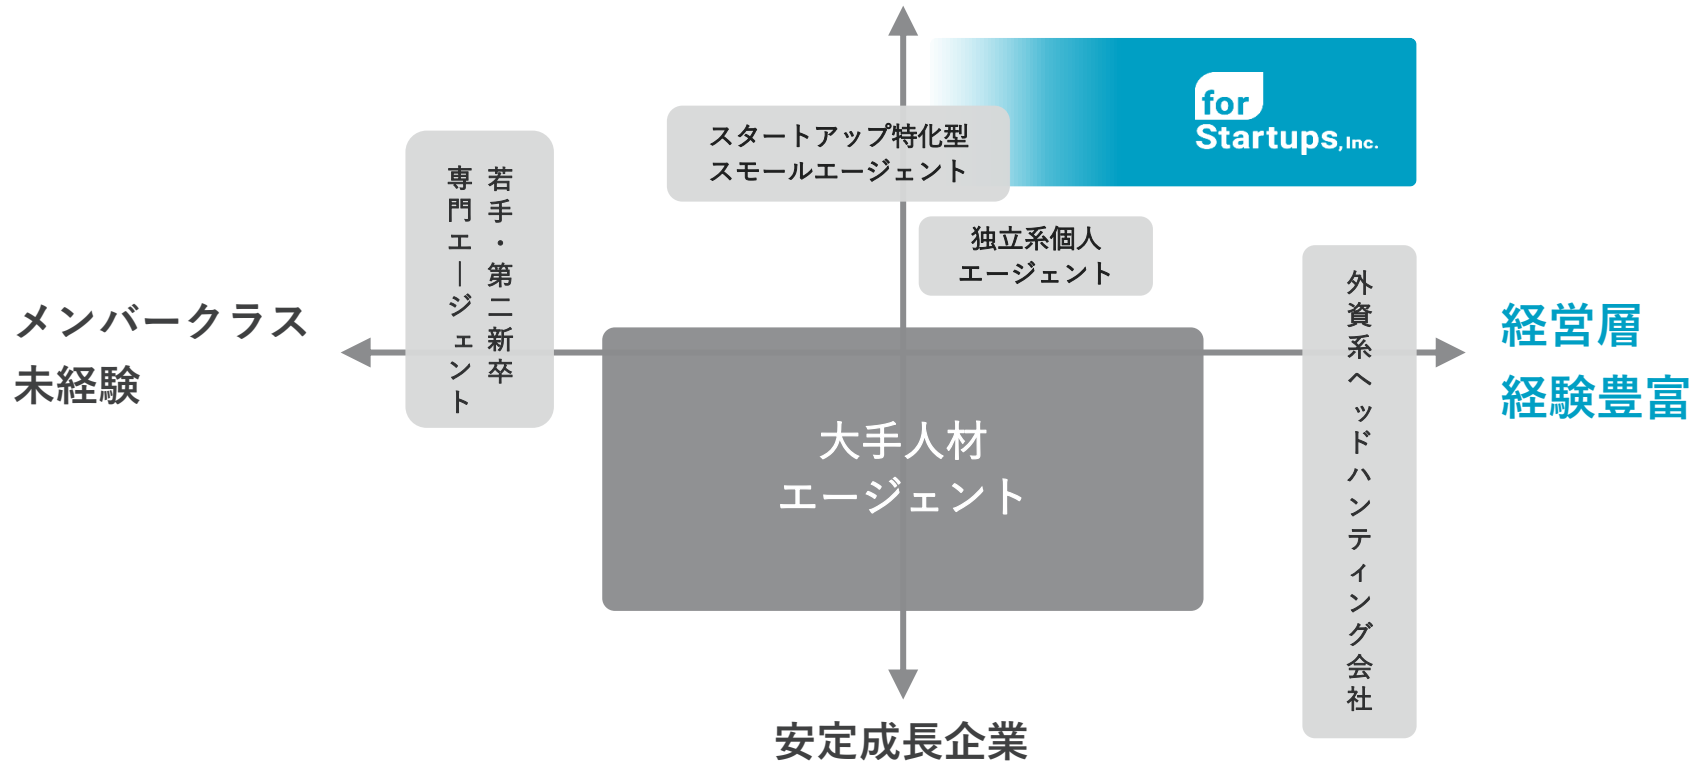 for
Startups, Inc.
スタートアップ特化型
スモールエージェント
若手・第二新卒
専門エージェント
独立系個人
エージェント
外資系ヘッドハンティング会社
メンバークラス
未経験
経営層
経験豊富
大手人材
エージェント
安定成長企業